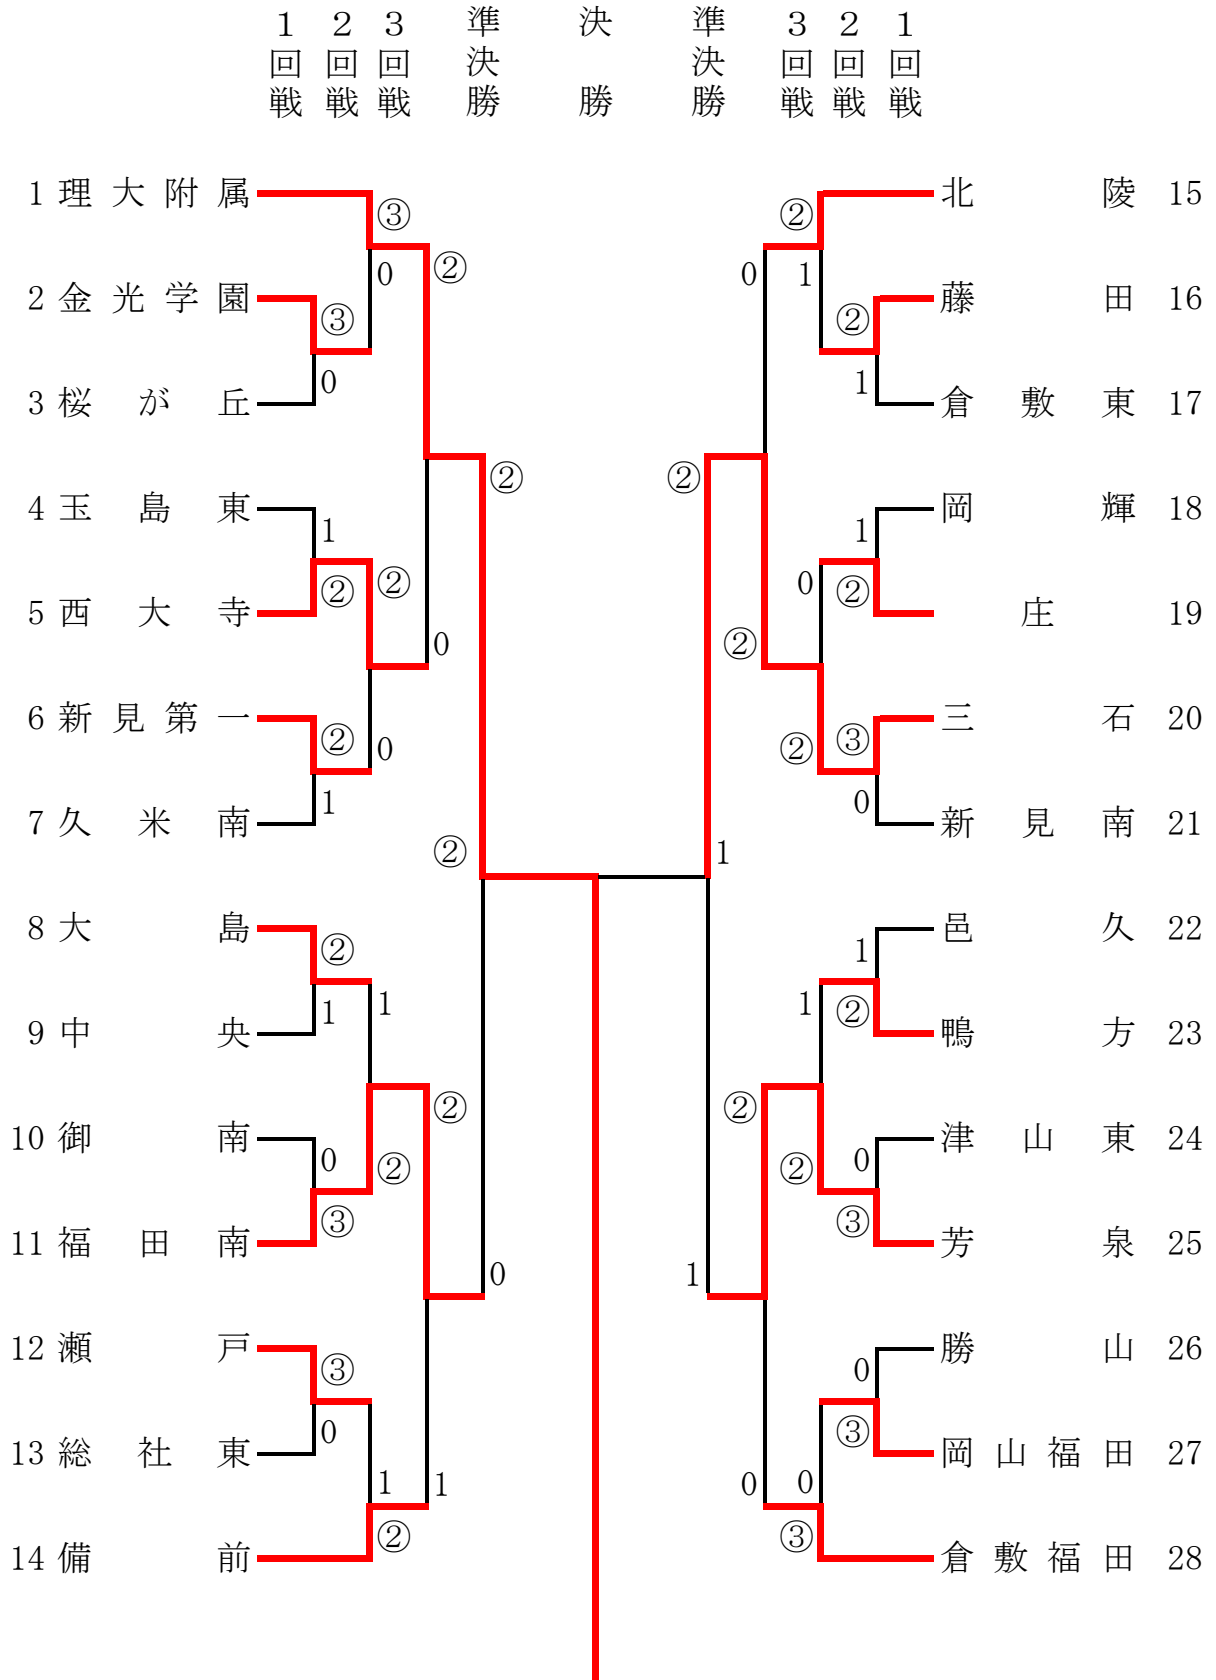 1回戦 2回戦 3回戦 準決勝 決勝 準決勝 3回戦 2回戦 1回戦
1 理大附属 北陵 15
③ ②
② 0 0 1
2 金光学園 藤田 16
③ ②
0 1
3 桜が丘 倉敷東 17
② ②
4 玉島東 岡輝 18
1 1
② ② 0 ②
5 西大寺 庄 19
0 ②
6 新見第一 三石 20
② 0 ② ③
1 0
7 久米南 新見南 21
② 1
8 大島 邑久 22
② 1
1 1 1 ②
9 中央 鴨方 23
② ②
10 御南 津山東 24
0 ② ② 0
③ ③
11 福田南 芳泉 25
0 1
12 瀬戸 勝山 26
③ 0
0 ③
13 総社東 岡山福田 27
1 1 0 0
② ③
14 備前 倉敷福田 28